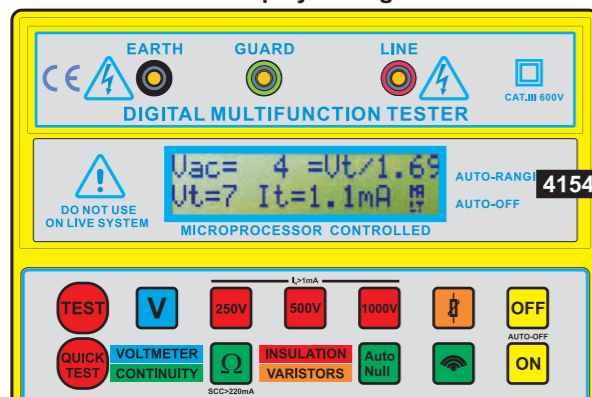 EARTH GUARD LINE
CE
CAT.III 600V
DIGITAL MULTIFUNCTION TESTER
Vac= 4 =Vt/1.69
Vt=7 It=1.1mA
AUTO-RANGI
4154
AUTO-OFF
DO NOT USE
ON LIVE SYSTEM
MICROPROCESSOR CONTROLLED
>1mA
TEST V 250V 500V 1000V OFF
AUTO-OFF
QUICK
TEST
VOLTMETER
CONTINUITY
Ω
INSULATION
VARISTORS
Auto
Null
ON
SCC>220mA